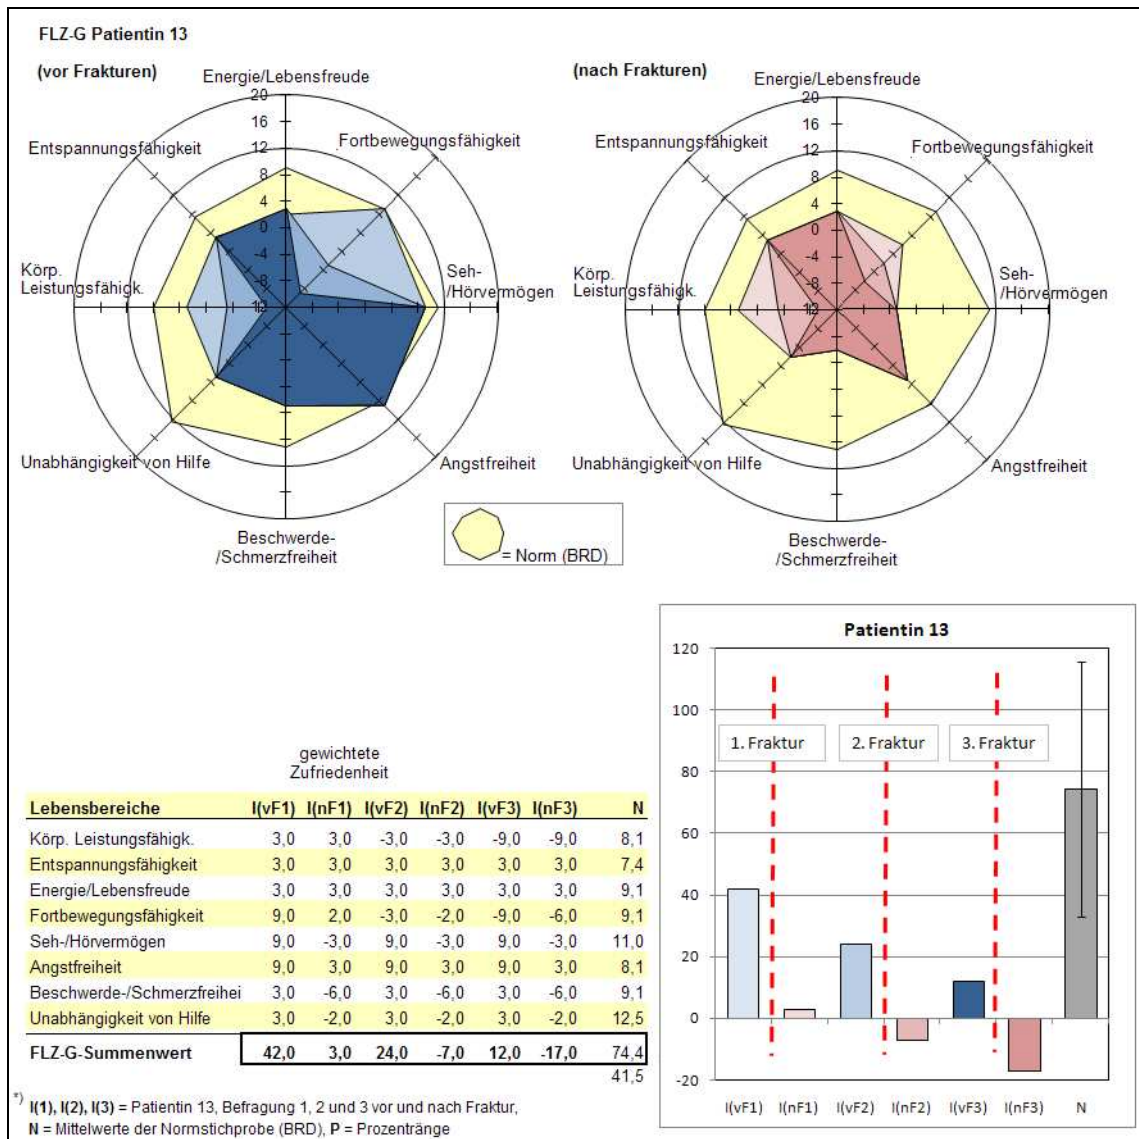 FLZ-G Patientin 13
(vor Frakturen)
Energie/Lebensfreude
20
16
12
8
4
0
-4
-8
-12
Fortbewegungsfähigkeit
Entspannungsfähigkeit
Körp.
Leistungsfähigk.
Seh-
-/Hörvermögen
Unabhängigkeit von Hilfe
Angstfreiheit
Beschwerde-
-/Schmerzfreiheit
(nach Frakturen)
Energie/Lebensfreude
20
16
12
8
4
0
-4
-8
-12
Entspannungsfähigkeit
Fortbewegungsfähigkeit
Körp.
Leistungsfähigk.
Seh-
-/Hörvermögen
Unabhängigkeit von Hilfe
Angstfreiheit
Beschwerde-
-/Schmerzfreiheit
= Norm (BRD)
gewichtete
Zufriedenheit
Lebensbereiche I(vF1) I(nF1) I(vF2) I(nF2) I(vF3) I(nF3) N
Körp. Leistungsfähigk. 3,0 3,0 -3,0 -3,0 -9,0 -9,0 8,1
Entspannungsfähigkeit 3,0 3,0 3,0 3,0 3,0 3,0 7,4
Energie/Lebensfreude 3,0 3,0 3,0 3,0 3,0 3,0 9,1
Fortbewegungsfähigkeit 9,0 2,0 -3,0 -2,0 -9,0 -6,0 9,1
Seh-/Hörvermögen 9,0 -3,0 9,0 -3,0 9,0 -3,0 11,0
Angstfreiheit 9,0 3,0 9,0 3,0 9,0 3,0 8,1
Beschwerde-/Schmerzfreihei 3,0 -6,0 3,0 -6,0 3,0 -6,0 9,1
Unabhängigkeit von Hilfe 3,0 -2,0 3,0 -2,0 3,0 -2,0 12,5
FLZ-G-Summenwert 42,0 3,0 24,0 -7,0 12,0 -17,0 74,4
41,5
*) I(1), I(2), I(3) = Patientin 13, Befragung 1, 2 und 3 vor und nach Fraktur,
N = Mittelwerte der Normstichprobe (BRD), P = Prozentränge
Patientin 13
120
100
80
60
40
20
0
-20
1. Fraktur
2. Fraktur
3. Fraktur
I(vF1) I(nF1) I(vF2) I(nF2) I(vF3) I(nF3) N